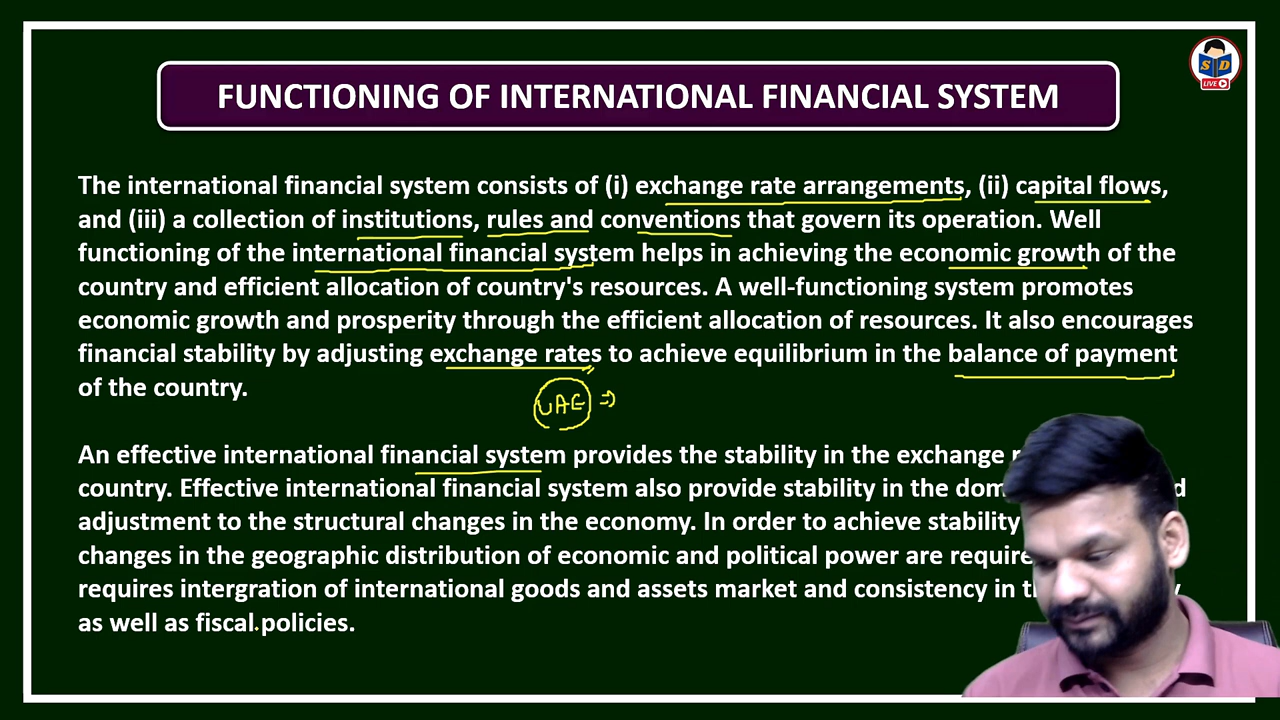 FUNCTIONING OF INTERNATIONAL FINANCIAL SYSTEM
S D
LIVE
The international financial system consists of (i) exchange rate arrangements, (ii) capital flows,
and (iii) a collection of institutions, rules and conventions that govern its operation. Well
functioning of the international financial system helps in achieving the economic growth of the
country and efficient allocation of country's resources. A well-functioning system promotes
economic growth and prosperity through the efficient allocation of resources. It also encourages
financial stability by adjusting exchange rates to achieve equilibrium in the balance of payment
of the country.
UAE ⇒
An effective international financial system provides the stability in the exchange
country. Effective international financial system also provide stability in the
adjustment to the structural changes in the economy. In order to achieve stability
changes in the geographic distribution of economic and political power are
requires intergration of international goods and assets market and consistency in
as well as fiscal policies.